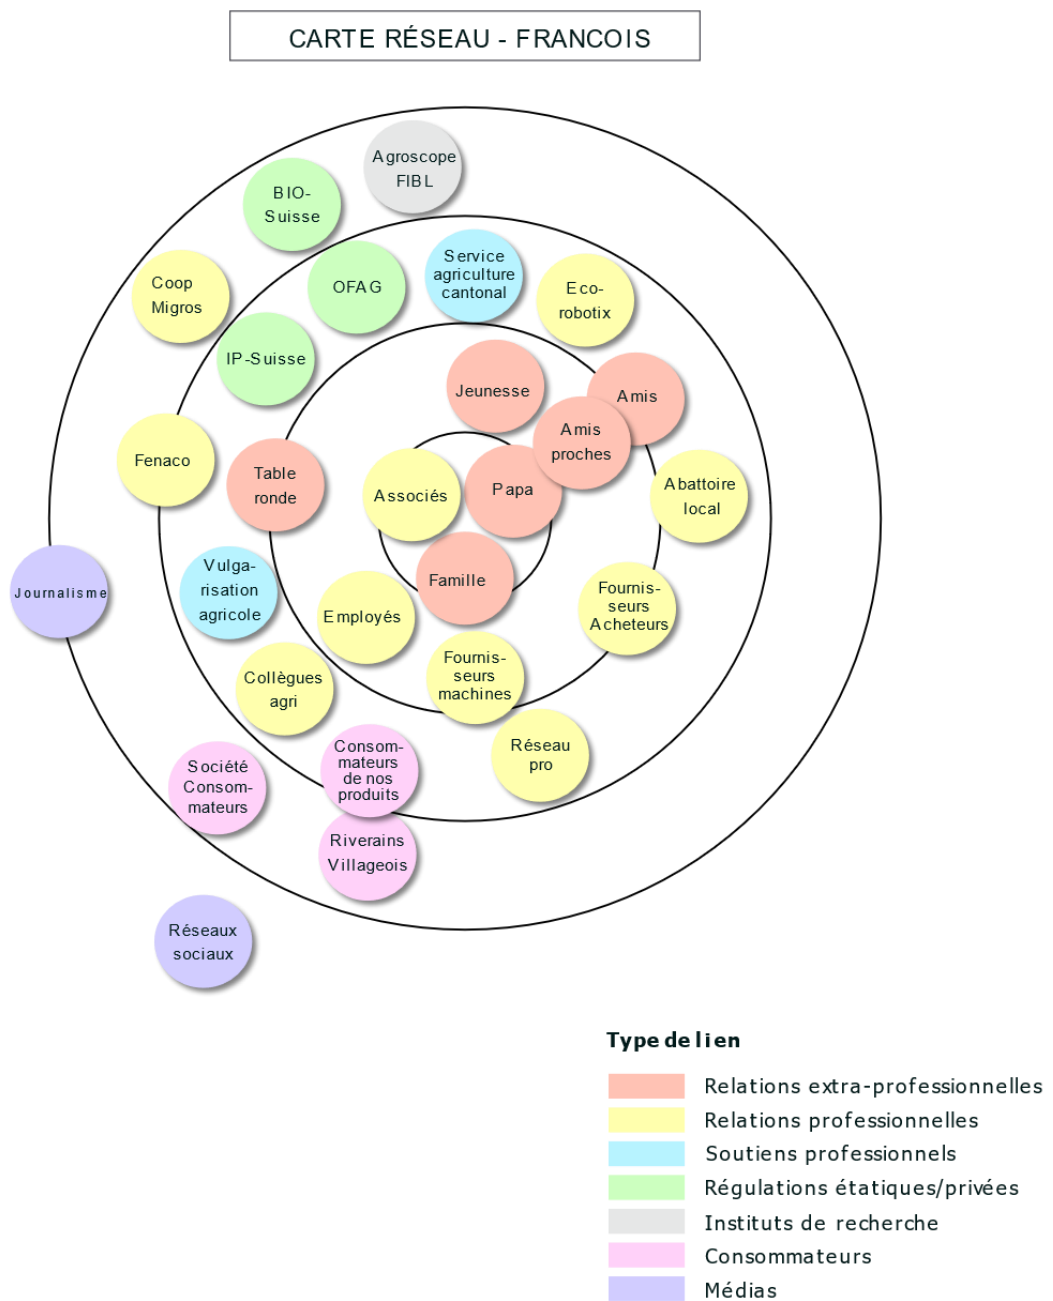 CARTE RÉSEAU - FRANCOIS
Agroscope
FIBL
BIO-
Suisse
Service
agriculture
cantonal
OFAG
Eco-
robotix
Coop
Migros
IP-Suisse
Jeunesse
Amis
Amis
proches
Fenaco
Table
ronde
Associés
Papa
Abattoire
local
Famille
Vulga-
risation
agricole
Journalisme
Employés
Fournis-
seurs
Acheteurs
Fournis-
seurs
machines
Collègues
agri
Consom-
mateurs
de nos
produits
Réseau
pro
Société
Consom-
mateurs
Riverains
Villageois
Réseaux
sociaux
Type de lien
Relations extra-professionnelles
Relations professionnelles
Soutiens professionnels
Régulations étatiques/privées
Instituts de recherche
Consommateurs
Médias